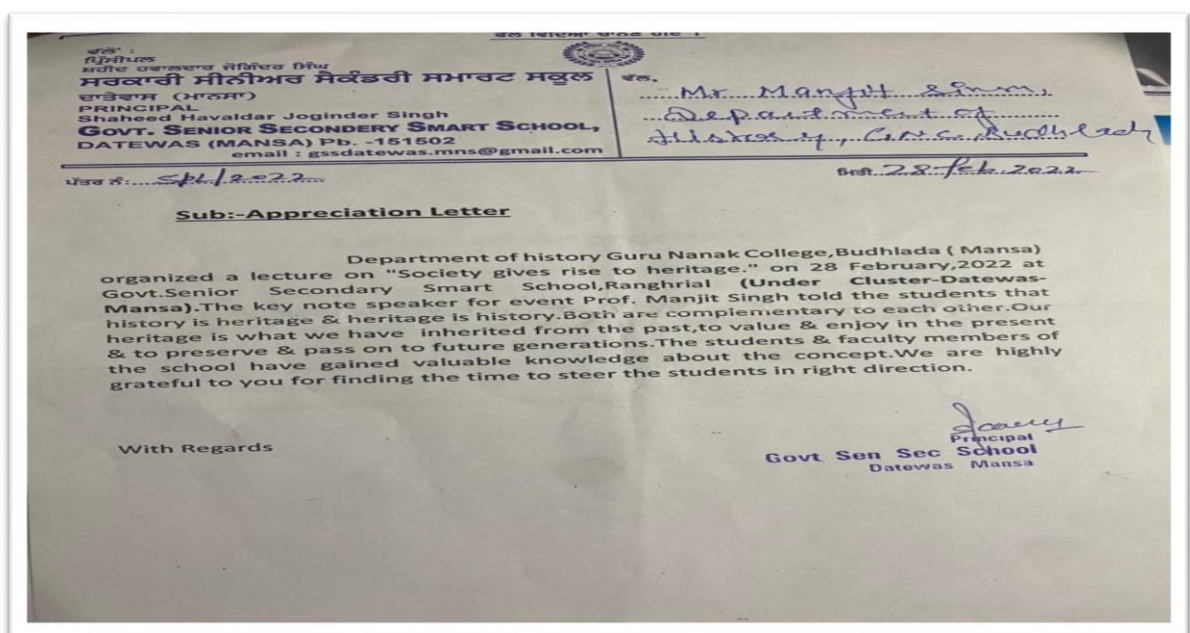 ਵੱਲੋਂ :
ਪ੍ਰਿੰਸੀਪਲ
ਸ਼ਹੀਦ ਹਵਾਲਦਾਰ ਜੋਗਿੰਦਰ ਸਿੰਘ
ਸਰਕਾਰੀ ਸੀਨੀਅਰ ਸੈਕੰਡਰੀ ਸਮਾਰਟ ਸਕੂਲ
ਦਾਤੇਵਾਸ (ਮਾਨਸਾ)
PRINCIPAL
Shaheed Havaldar Joginder Singh
GOVT. SENIOR SECONDERY SMART SCHOOL,
DATEWAS (MANSA) Pb. -151502
email : gssdatewas.mns@gmail.com
ਵੱਲ.
Mr. Manjit
Department of
History, G.N.C. Budhlada
ਪੱਤਰ ਨੰ: Spl/2022
ਮਿਤੀ 28-feb.2022
Sub:-Appreciation Letter
Department of history Guru Nanak College,Budhlada ( Mansa)
organized a lecture on "Society gives rise to heritage." on 28 February,2022 at
Govt.Senior Secondary Smart School,Ranghrial (Under Cluster-Datewas-
Mansa).The key note speaker for event Prof. Manjit Singh told the students that
history is heritage & heritage is history.Both are complementary to each other.Our
heritage is what we have inherited from the past,to value & enjoy in the present
& to preserve & pass on to future generations.The students & faculty members of
the school have gained valuable knowledge about the concept.We are highly
grateful to you for finding the time to steer the students in right direction.
With Regards
Principal
Govt Sen Sec School
Datewas Mansa